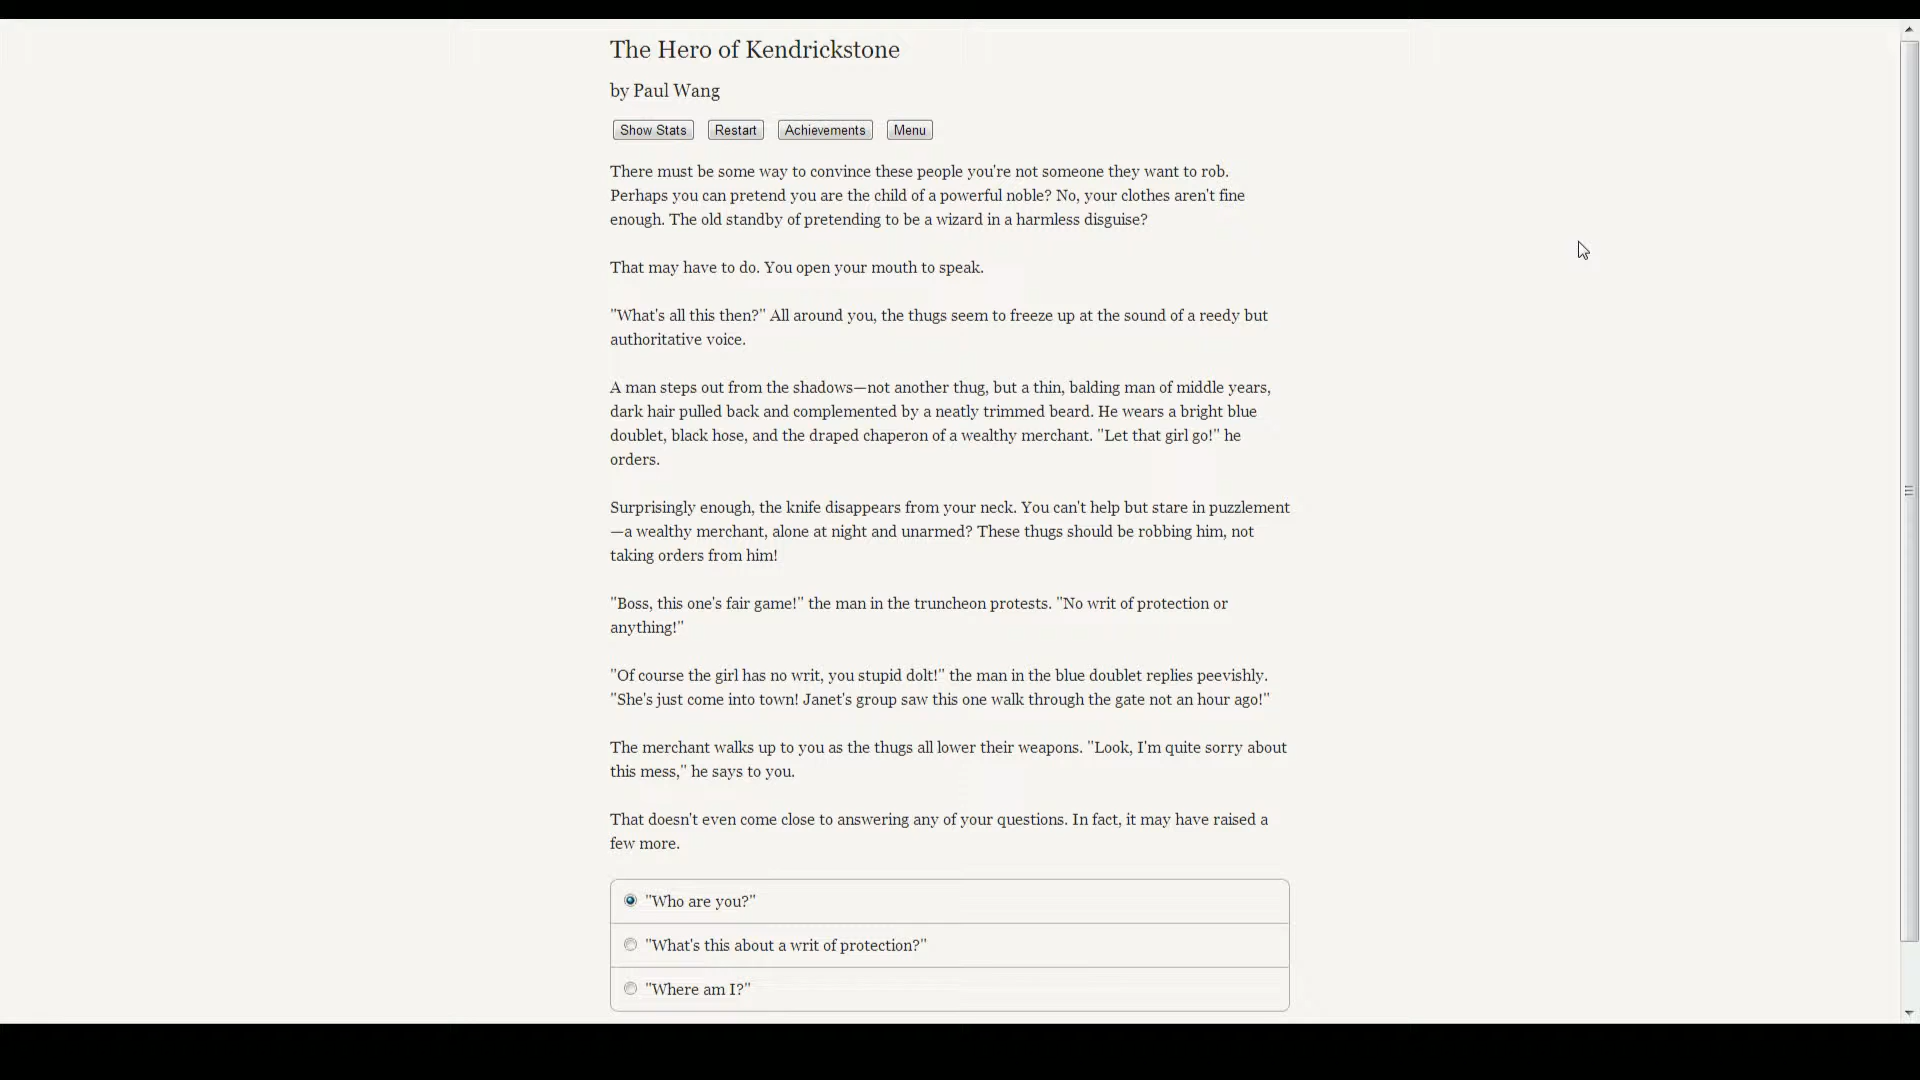 The Hero of Kendrickstone
by Paul Wang
Show Stats Restart Achievements Menu
There must be some way to convince these people you're not someone they want to rob.
Perhaps you can pretend you are the child of a powerful noble? No, your clothes aren't fine
enough. The old standby of pretending to be a wizard in a harmless disguise?
That may have to do. You open your mouth to speak.
"What's all this then?" All around you, the thugs seem to freeze up at the sound of a reedy but
authoritative voice.
A man steps out from the shadows—not another thug, but a thin, balding man of middle years,
dark hair pulled back and complemented by a neatly trimmed beard. He wears a bright blue
doublet, black hose, and the draped chaperon of a wealthy merchant. "Let that girl go!" he
orders.
Surprisingly enough, the knife disappears from your neck. You can't help but stare in puzzlement
—a wealthy merchant, alone at night and unarmed? These thugs should be robbing him, not
taking orders from him!
"Boss, this one's fair game!" the man in the truncheon protests. "No writ of protection or
anything!"
"Of course the girl has no writ, you stupid dolt!" the man in the blue doublet replies peevishly.
"She's just come into town! Janet's group saw this one walk through the gate not an hour ago!"
The merchant walks up to you as the thugs all lower their weapons. "Look, I'm quite sorry about
this mess," he says to you.
That doesn't even come close to answering any of your questions. In fact, it may have raised a
few more.
"Who are you?"
"What's this about a writ of protection?"
"Where am I?"